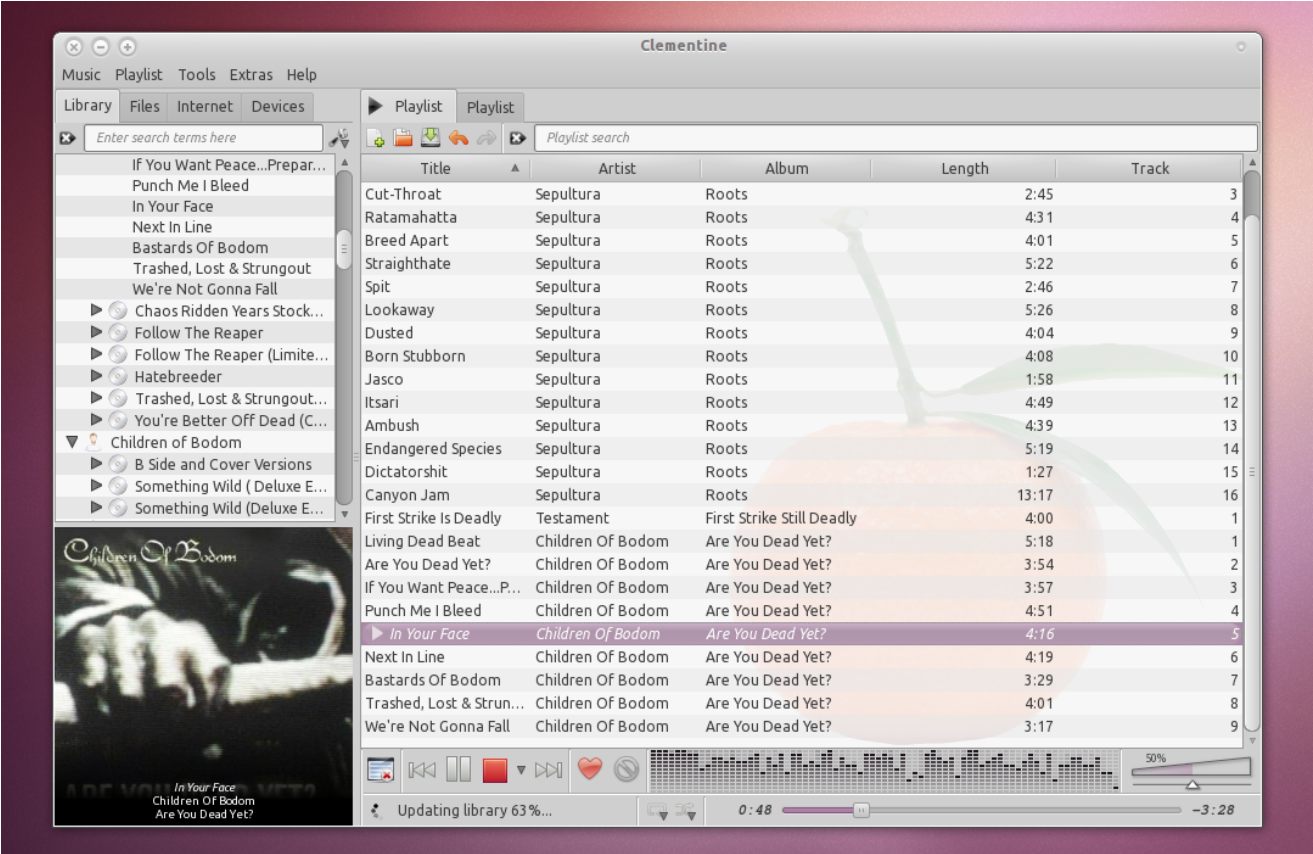 Clementine
Music Playlist Tools Extras Help
Library Files Internet Devices
Enter search terms here
If You Want Peace...Prepar...
Punch Me I Bleed
In Your Face
Next In Line
Bastards Of Bodom
Trashed, Lost & Strungout
We're Not Gonna Fall
Chaos Ridden Years Stock...
Follow The Reaper
Follow The Reaper (Limite...
Hatebreeder
Trashed, Lost & Strungout...
You're Better Off Dead (C...
Children of Bodom
B Side and Cover Versions
Something Wild ( Deluxe E...
Something Wild (Deluxe E...
Children Of Bodom
ARE YOU DEAD YET?
In Your Face
Children Of Bodom
Are You Dead Yet?
Playlist Playlist
Playlist search
Title Artist Album Length Track
Cut-Throat Sepultura Roots 2:45 3
Ratamahatta Sepultura Roots 4:31 4
Breed Apart Sepultura Roots 4:01 5
Straighthate Sepultura Roots 5:22 6
Spit Sepultura Roots 2:46 7
Lookaway Sepultura Roots 5:26 8
Dusted Sepultura Roots 4:04 9
Born Stubborn Sepultura Roots 4:08 10
Jasco Sepultura Roots 1:58 11
Itsari Sepultura Roots 4:49 12
Ambush Sepultura Roots 4:39 13
Endangered Species Sepultura Roots 5:19 14
Dictatorshit Sepultura Roots 1:27 15
Canyon Jam Sepultura Roots 13:17 16
First Strike Is Deadly Testament First Strike Still Deadly 4:00 1
Living Dead Beat Children Of Bodom Are You Dead Yet? 5:18 1
Are You Dead Yet? Children Of Bodom Are You Dead Yet? 3:54 2
If You Want Peace...P... Children Of Bodom Are You Dead Yet? 3:57 3
Punch Me I Bleed Children Of Bodom Are You Dead Yet? 4:51 4
In Your Face Children Of Bodom Are You Dead Yet? 4:16 5
Next In Line Children Of Bodom Are You Dead Yet? 4:19 6
Bastards Of Bodom Children Of Bodom Are You Dead Yet? 3:29 7
Trashed, Lost & Strun... Children Of Bodom Are You Dead Yet? 4:01 8
We're Not Gonna Fall Children Of Bodom Are You Dead Yet? 3:17 9
50%
Updating library 63%... 0:48 -3:28